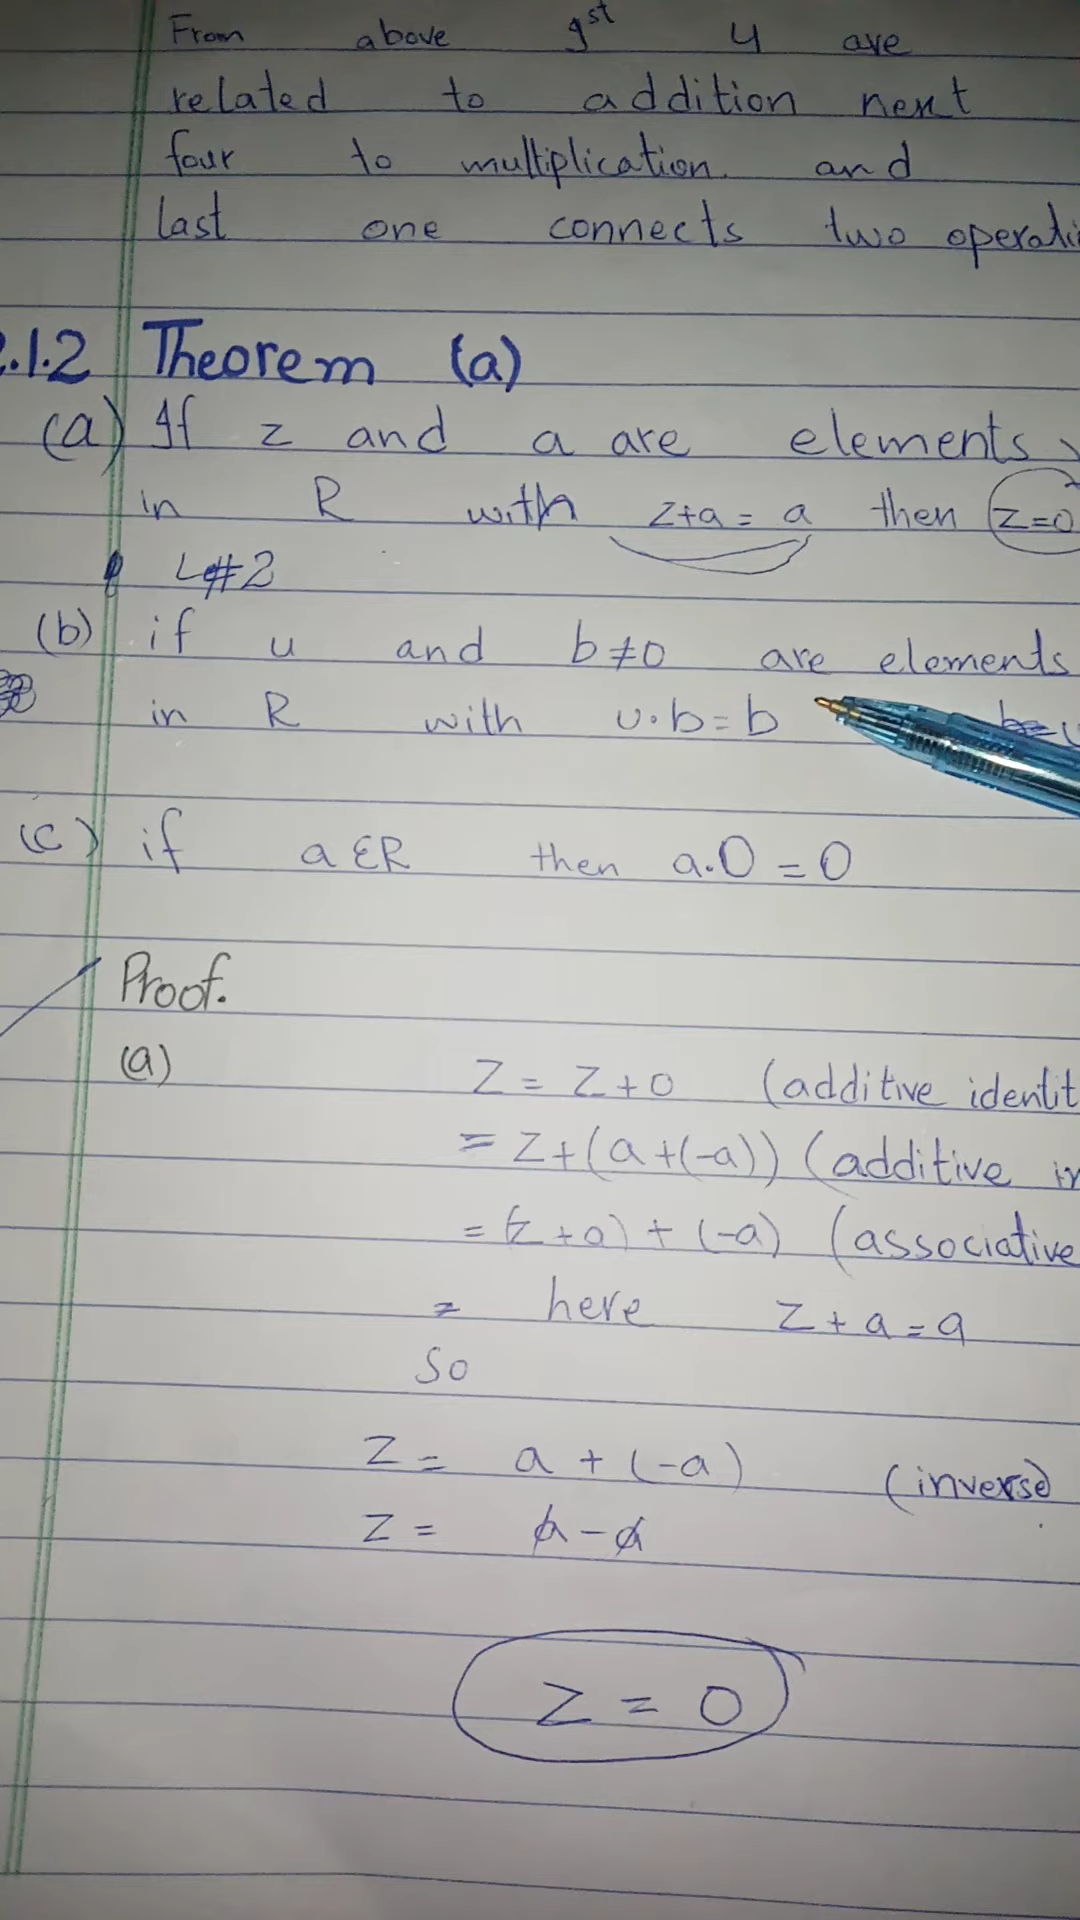 From above 1st 4 are
related to addition next
four to multiplication. and
last one connects two operati
2.1.2 Theorem (a)
(a) If z and a are elements
in R with z+a = a then z=0
L#2
(b) if u and b≠0 are elements
in R with u·b=b
(c) if a∈R then a.0=0
Proof.
(a) z = z+0 (additive identit
= z+(a+(-a)) (additive in
= (z+a)+(-a) (associative
= here z+a=a
So
z = a+(-a) (inverse)
z = a-a
z = 0